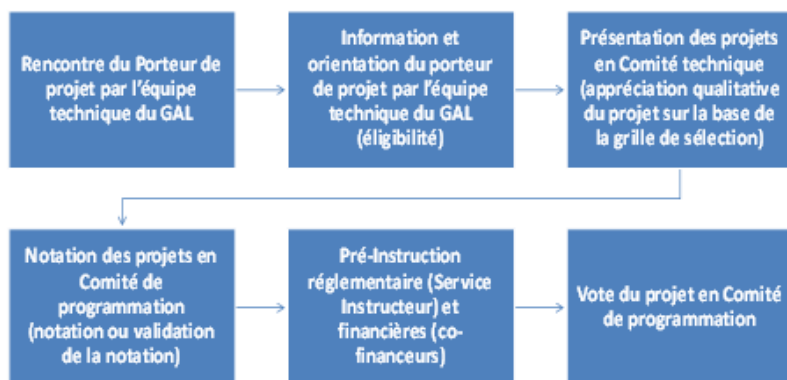 Rencontre du Porteur de
projet par l'équipe
technique du GAL
Information et
orientation du porteur
de projet par l'équipe
technique du GAL
(éligibilité)
Présentation des projets
en Comité technique
(appréciation qualitative
du projet sur la base de
la grille de sélection)
Notation des projets en
Comité de
programmation
(notation ou validation
de la notation)
Pré-Instruction
réglementaire (Service
Instructeur) et
financières (co-
financeurs)
Vote du projet en Comité
de programmation